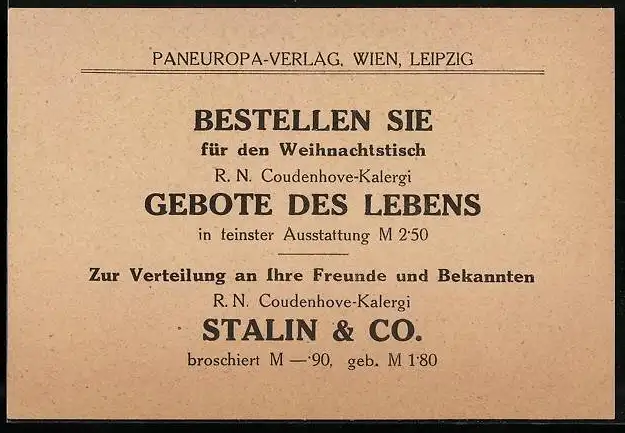 PANEUROPA-VERLAG, WIEN, LEIPZIG
BESTELLEN SIE
für den Weihnachtstisch
R. N. Coudenhove-Kalergi
GEBOTE DES LEBENS
in feinster Ausstattung M 2·50
Zur Verteilung an Ihre Freunde und Bekannten
R. N. Coudenhove-Kalergi
STALIN & CO.
broschiert M —·90, geb. M 1·80